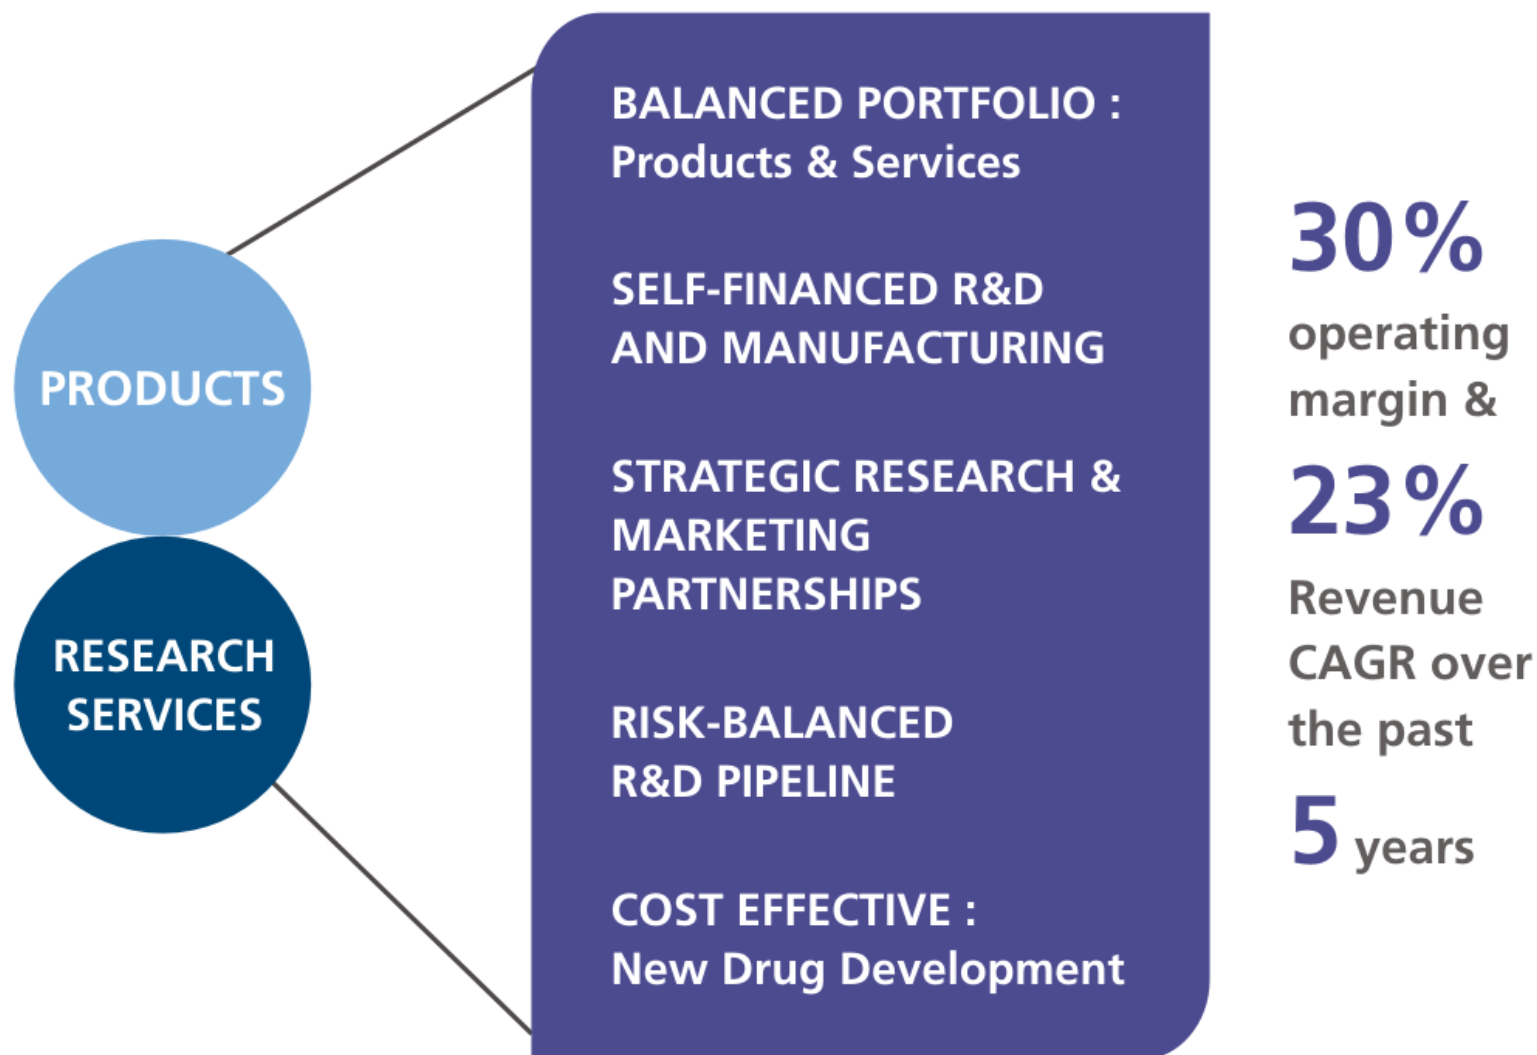 PRODUCTS
RESEARCH
SERVICES
BALANCED PORTFOLIO :
Products & Services
SELF-FINANCED R&D
AND MANUFACTURING
STRATEGIC RESEARCH &
MARKETING
PARTNERSHIPS
RISK-BALANCED
R&D PIPELINE
COST EFFECTIVE :
New Drug Development
30%
operating
margin &
23%
Revenue
CAGR over
the past
5 years